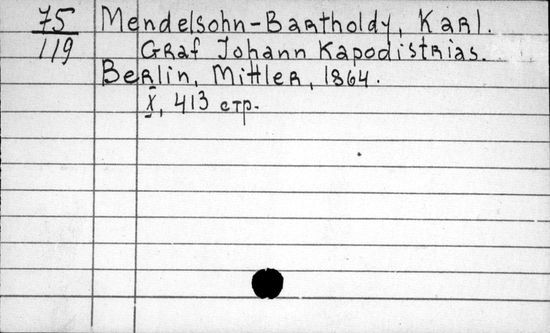 75 Mendelsohn-Bartholdy, Karl.
119 Graf Johann Kapodistrias.
Berlin, Mittler, 1864.
X, 413 стр.